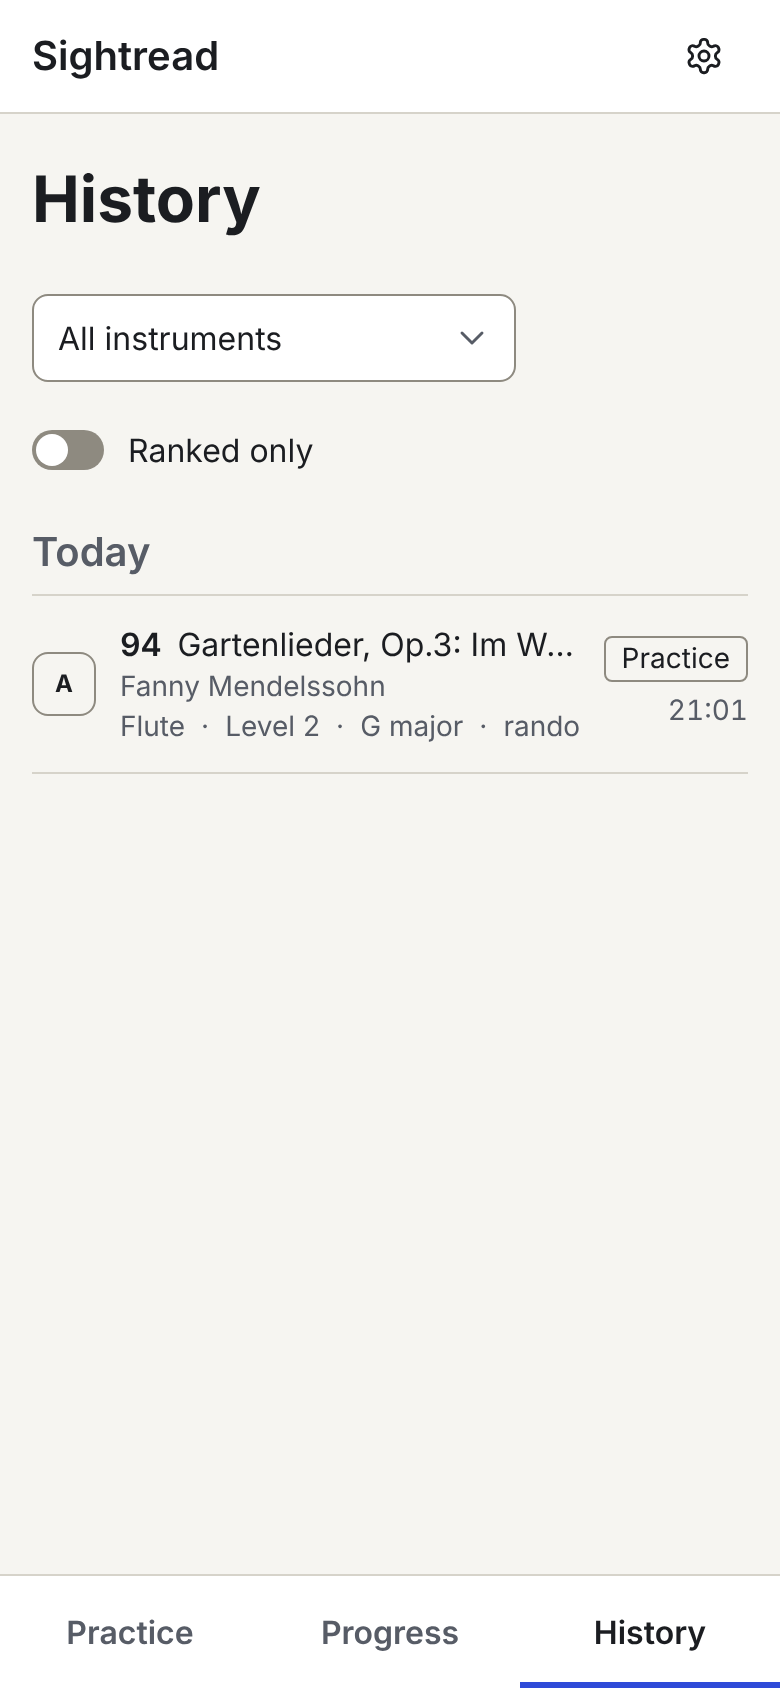 Sightread
History
All instruments
Ranked only
Today
A
94 Gartenlieder, Op.3: Im W...
Practice
Fanny Mendelssohn
21:01
Flute · Level 2 · G major · rando
Practice Progress History